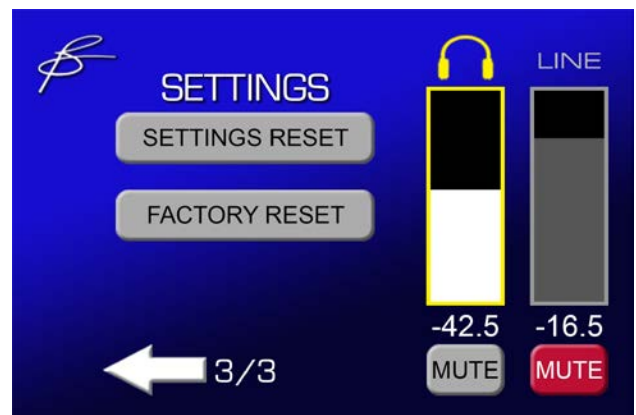 SETTINGS
SETTINGS RESET
FACTORY RESET
3/3
LINE
-42.5
-16.5
MUTE
MUTE